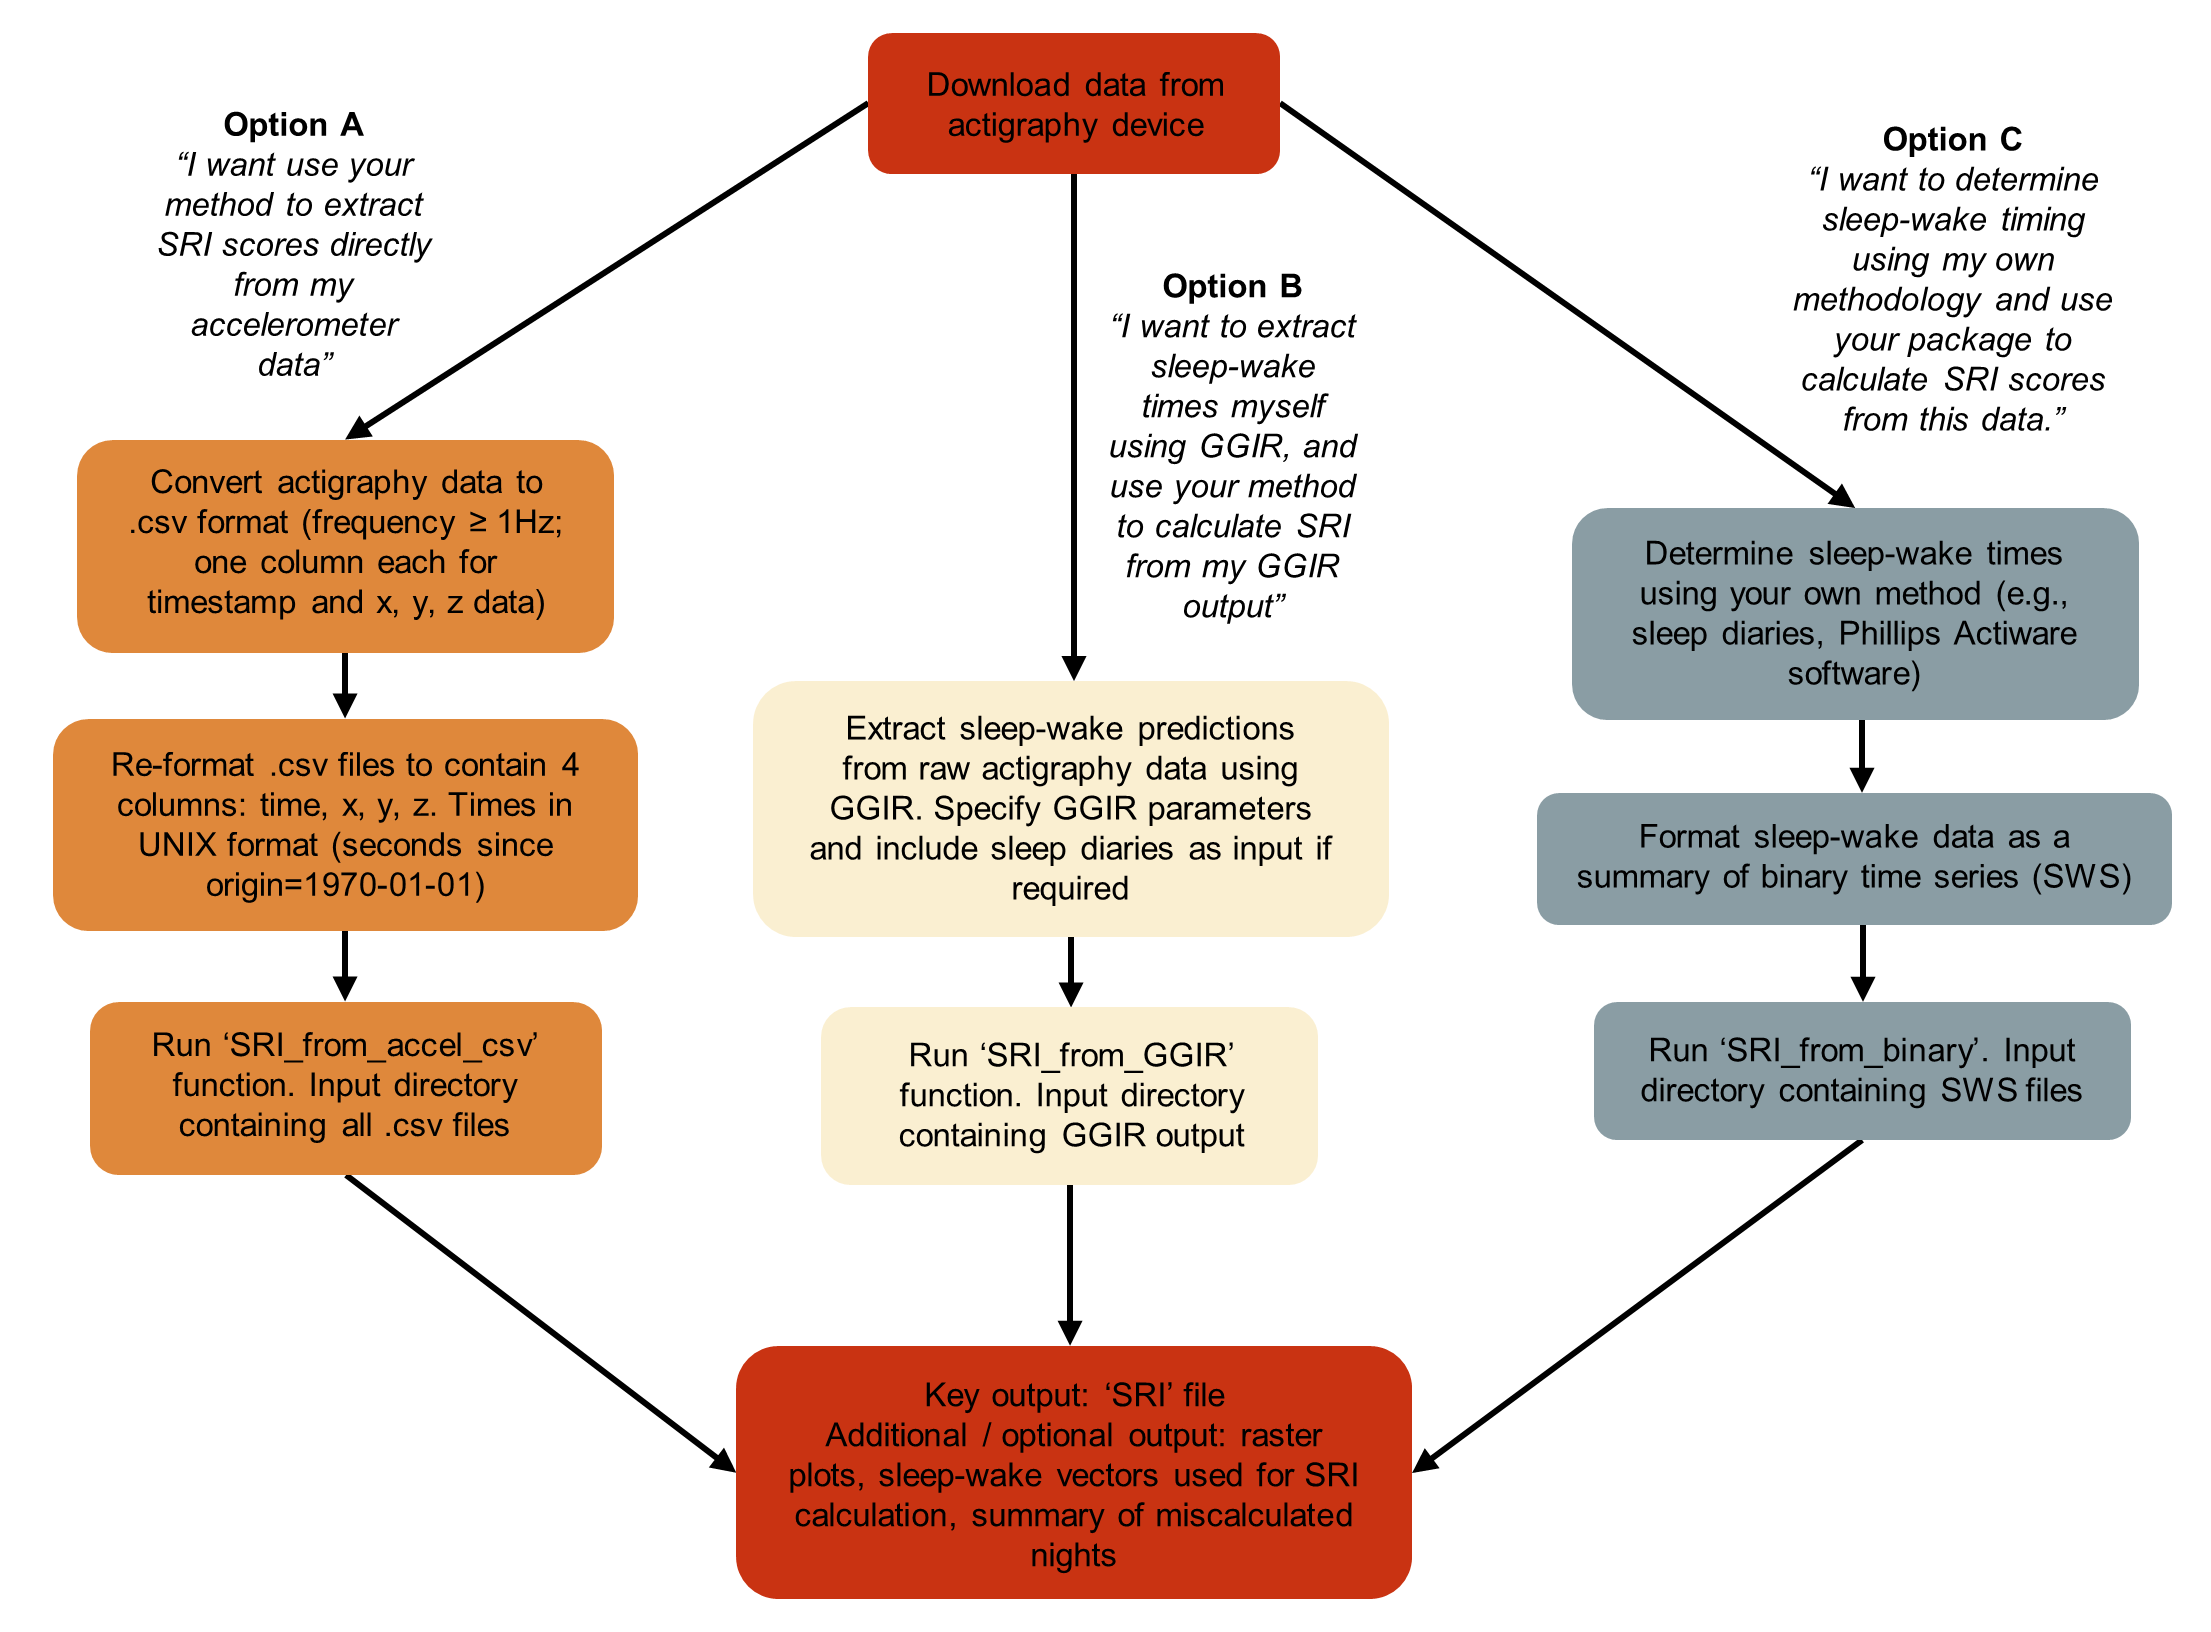 Download data from
actigraphy device
Option A
“I want use your
method to extract
SRI scores directly
from my
accelerometer
data”
Option B
“I want to extract
sleep-wake
times myself
using GGIR, and
use your method
to calculate SRI
from my GGIR
output”
Option C
“I want to determine
sleep-wake timing
using my own
methodology and use
your package to
calculate SRI scores
from this data.”
Convert actigraphy data to
.csv format (frequency ≥ 1Hz;
one column each for
timestamp and x, y, z data)
Re-format .csv files to contain 4
columns: time, x, y, z. Times in
UNIX format (seconds since
origin=1970-01-01)
Run ‘SRI_from_accel_csv’
function. Input directory
containing all .csv files
Extract sleep-wake predictions
from raw actigraphy data using
GGIR. Specify GGIR parameters
and include sleep diaries as input if
required
Run ‘SRI_from_GGIR’
function. Input directory
containing GGIR output
Determine sleep-wake times
using your own method (e.g.,
sleep diaries, Phillips Actiware
software)
Format sleep-wake data as a
summary of binary time series (SWS)
Run ‘SRI_from_binary’. Input
directory containing SWS files
Key output: ‘SRI’ file
Additional / optional output: raster
plots, sleep-wake vectors used for SRI
calculation, summary of miscalculated
nights